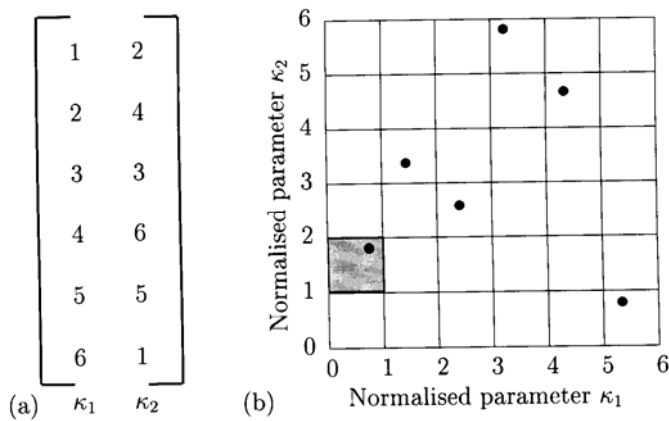 1 2
2 4
3 3
4 6
5 5
6 1
κ₁ κ₂
(a)
6
5
4
3
2
1
0
Normalised parameter κ₂
0 1 2 3 4 5 6
Normalised parameter κ₁
(b)